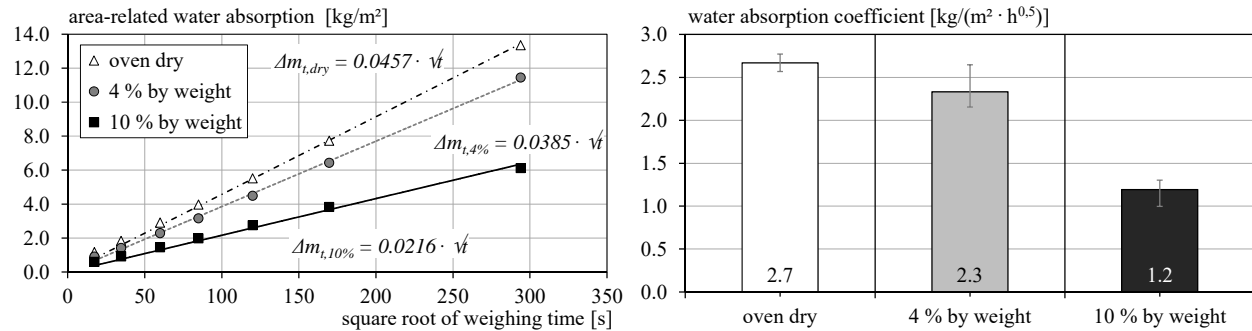 area-related water absorption [kg/m²]
14.0
12.0
10.0
8.0
6.0
4.0
2.0
0.0
oven dry
4 % by weight
10 % by weight
Δm_{t,dry} = 0.0457 · √t
Δm_{t,4%} = 0.0385 · √t
Δm_{t,10%} = 0.0216 · √t
0 50 100 150 200 250 300 350
square root of weighing time [s]
water absorption coefficient [kg/(m² · h^{0,5})]
3.0
2.5
2.0
1.5
1.0
0.5
0.0
2.7 2.3 1.2
oven dry 4 % by weight 10 % by weight